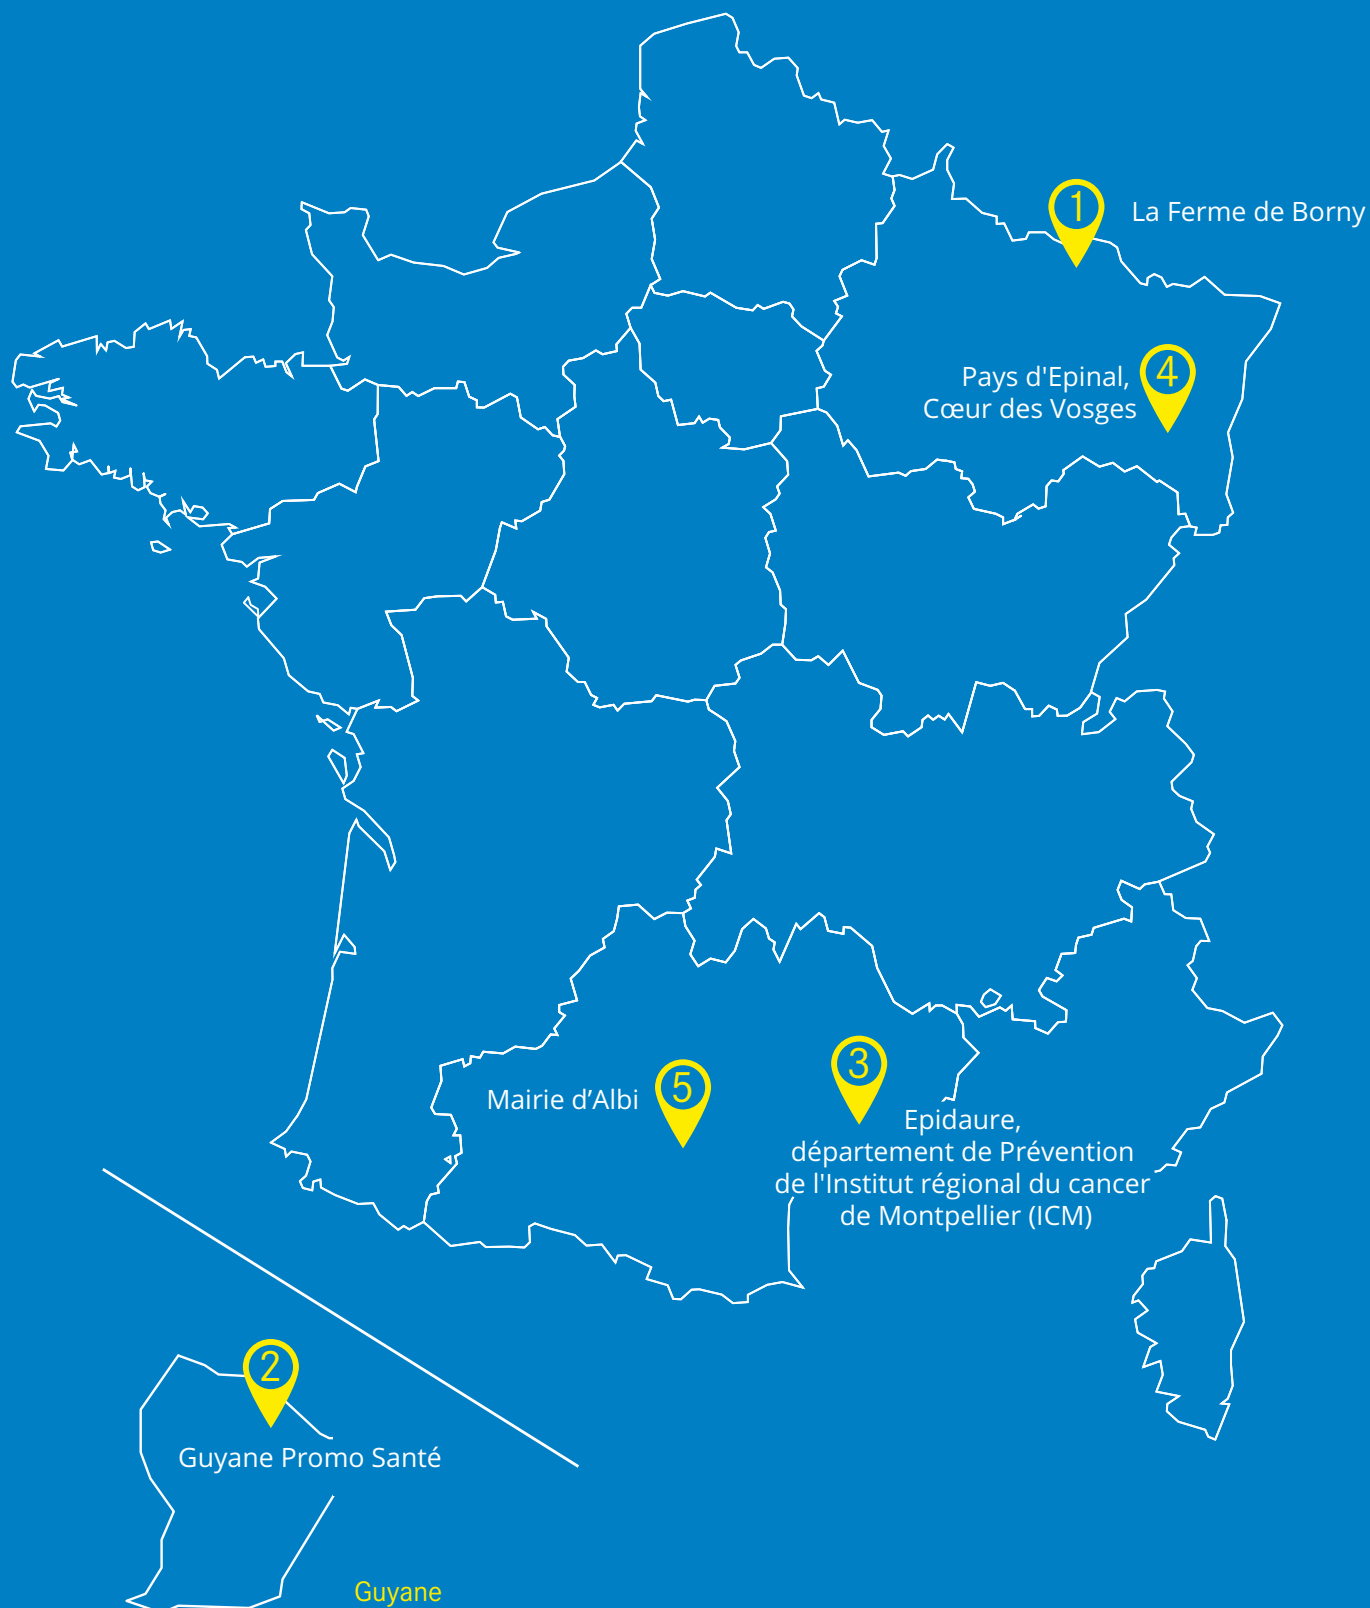 1
La Ferme de Borny
Pays d'Epinal,
Cœur des Vosges
4
Mairie d’Albi
5
3
Epidaure,
département de Prévention
de l'Institut régional du cancer
de Montpellier (ICM)
2
Guyane Promo Santé
Guyane